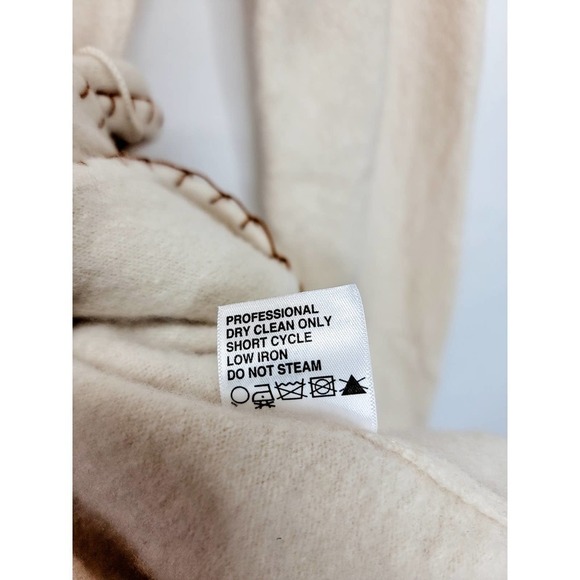 PROFESSIONAL
DRY CLEAN ONLY
SHORT CYCLE
LOW IRON
DO NOT STEAM